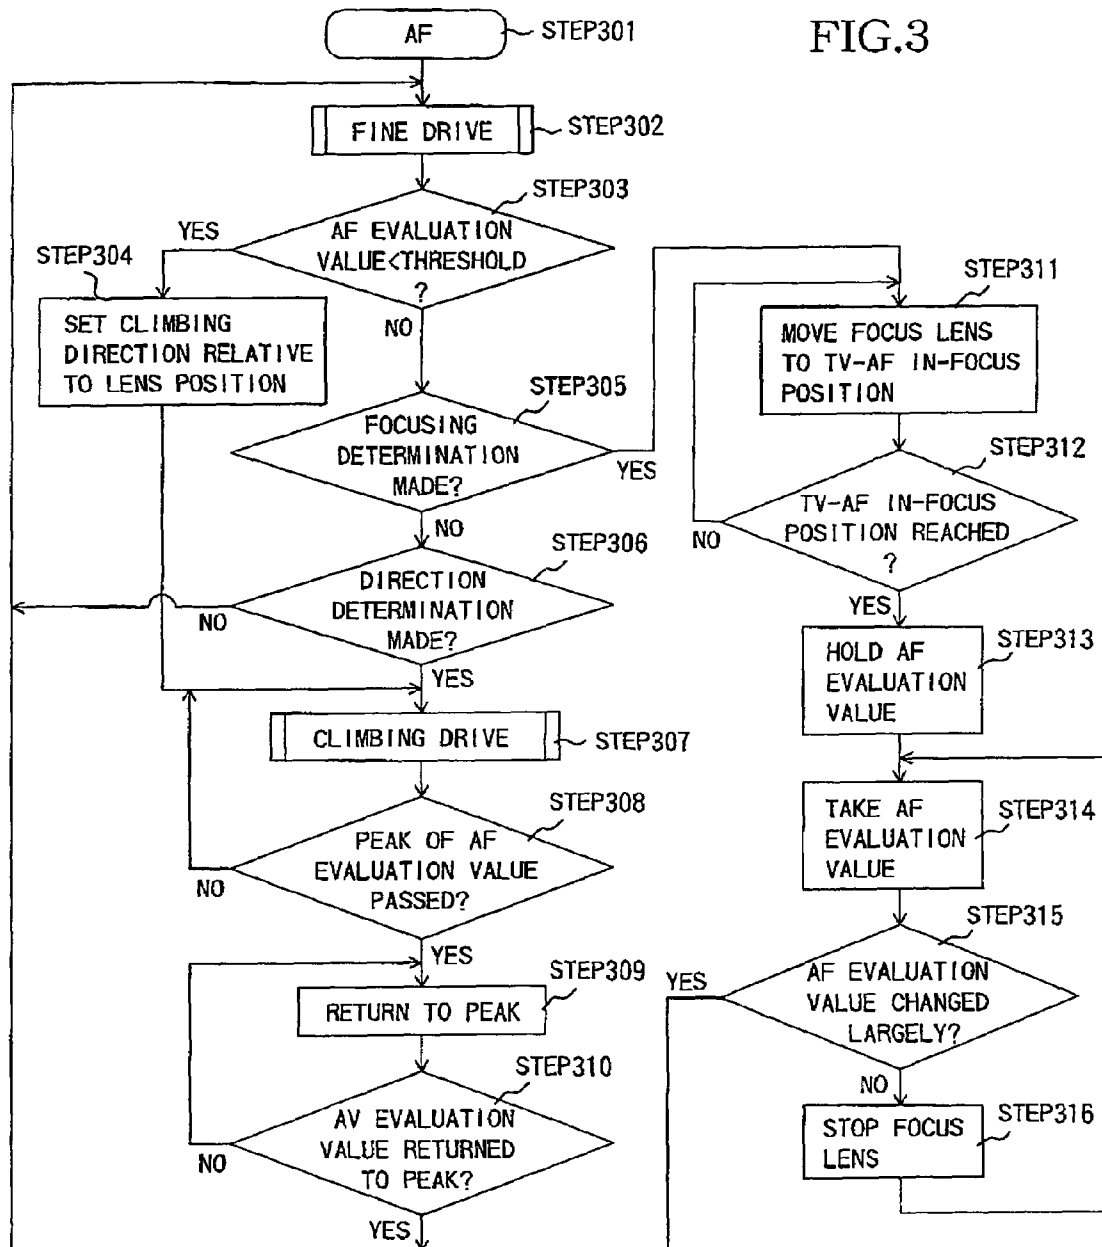 FIG.3
AF
STEP301
FINE DRIVE
STEP302
STEP303
AF EVALUATION
VALUE<THRESHOLD
?
YES
NO
STEP304
SET CLIMBING
DIRECTION RELATIVE
TO LENS POSITION
STEP305
FOCUSING
DETERMINATION
MADE?
YES
NO
STEP306
DIRECTION
DETERMINATION
MADE?
NO
YES
CLIMBING DRIVE
STEP307
STEP308
PEAK OF AF
EVALUATION VALUE
PASSED?
NO
YES
STEP309
RETURN TO PEAK
STEP310
AV EVALUATION
VALUE RETURNED
TO PEAK?
NO
YES
STEP311
MOVE FOCUS LENS
TO TV-AF IN-FOCUS
POSITION
STEP312
TV-AF IN-FOCUS
POSITION REACHED
?
NO
YES
HOLD AF
EVALUATION
VALUE
STEP313
TAKE AF
EVALUATION
VALUE
STEP314
STEP315
AF EVALUATION
VALUE CHANGED
LARGELY?
YES
NO
STOP FOCUS
LENS
STEP316